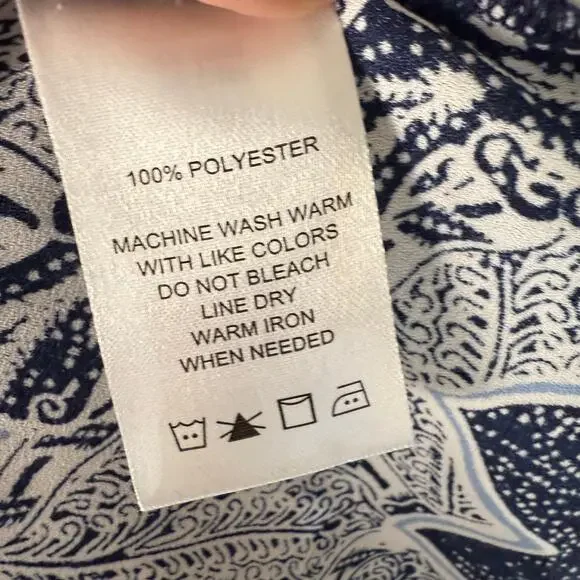 100% POLYESTER
MACHINE WASH WARM
WITH LIKE COLORS
DO NOT BLEACH
LINE DRY
WARM IRON
WHEN NEEDED